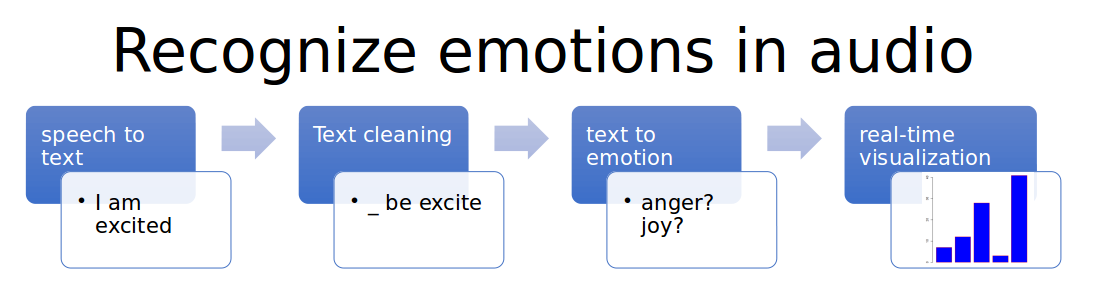 Recognize emotions in audio
speech to
text
• I am
excited
Text cleaning
• _ be excite
text to
emotion
• anger?
joy?
real-time
visualization